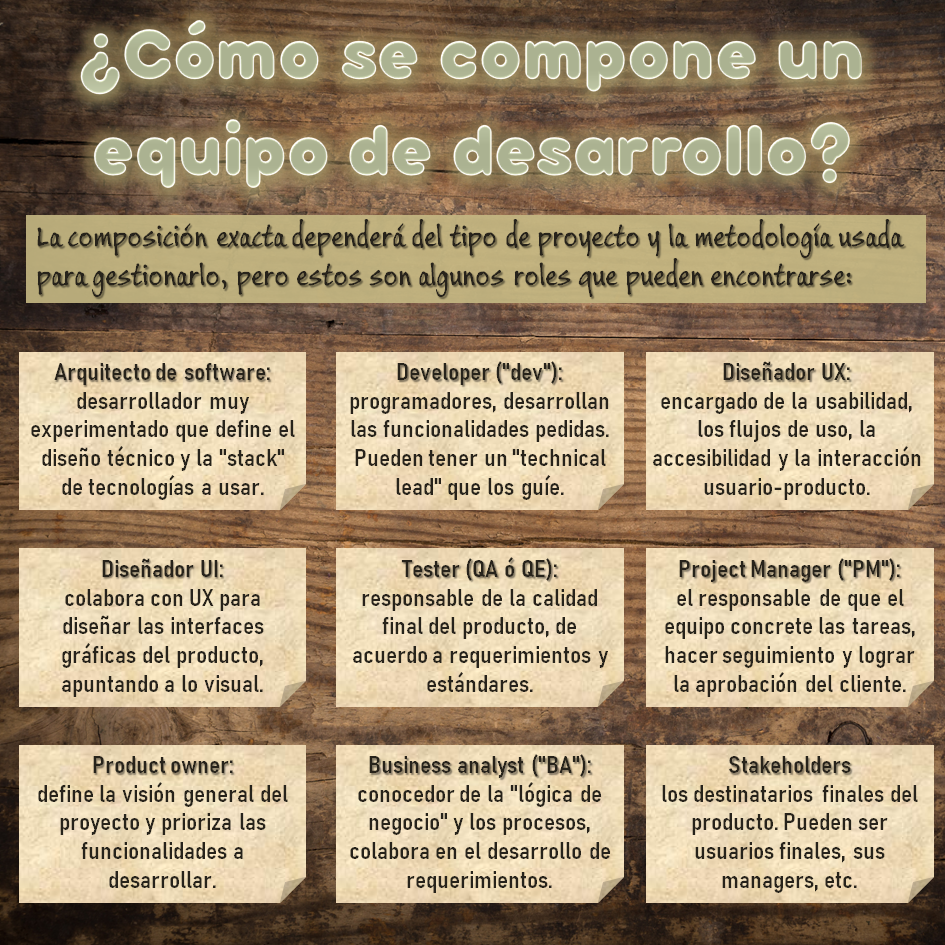 ¿Cómo se compone un
equipo de desarrollo?
La composición exacta dependerá del tipo de proyecto y la metodología usada
para gestionarlo, pero estos son algunos roles que pueden encontrarse:
Arquitecto de software:
desarrollador muy
experimentado que define el
diseño técnico y la "stack"
de tecnologías a usar.
Developer ("dev"):
programadores, desarrollan
las funcionalidades pedidas.
Pueden tener un "technical
lead" que los guíe.
Diseñador UX:
encargado de la usabilidad,
los flujos de uso, la
accesibilidad y la interacción
usuario-producto.
Diseñador UI:
colabora con UX para
diseñar las interfaces
gráficas del producto,
apuntando a lo visual.
Tester (QA ó QE):
responsable de la calidad
final del producto, de
acuerdo a requerimientos y
estándares.
Project Manager ("PM"):
el responsable de que el
equipo concrete las tareas,
hacer seguimiento y lograr
la aprobación del cliente.
Product owner:
define la visión general del
proyecto y prioriza las
funcionalidades a
desarrollar.
Business analyst ("BA"):
conocedor de la "lógica de
negocio" y los procesos,
colabora en el desarrollo de
requerimientos.
Stakeholders
los destinatarios finales del
producto. Pueden ser
usuarios finales, sus
managers, etc.